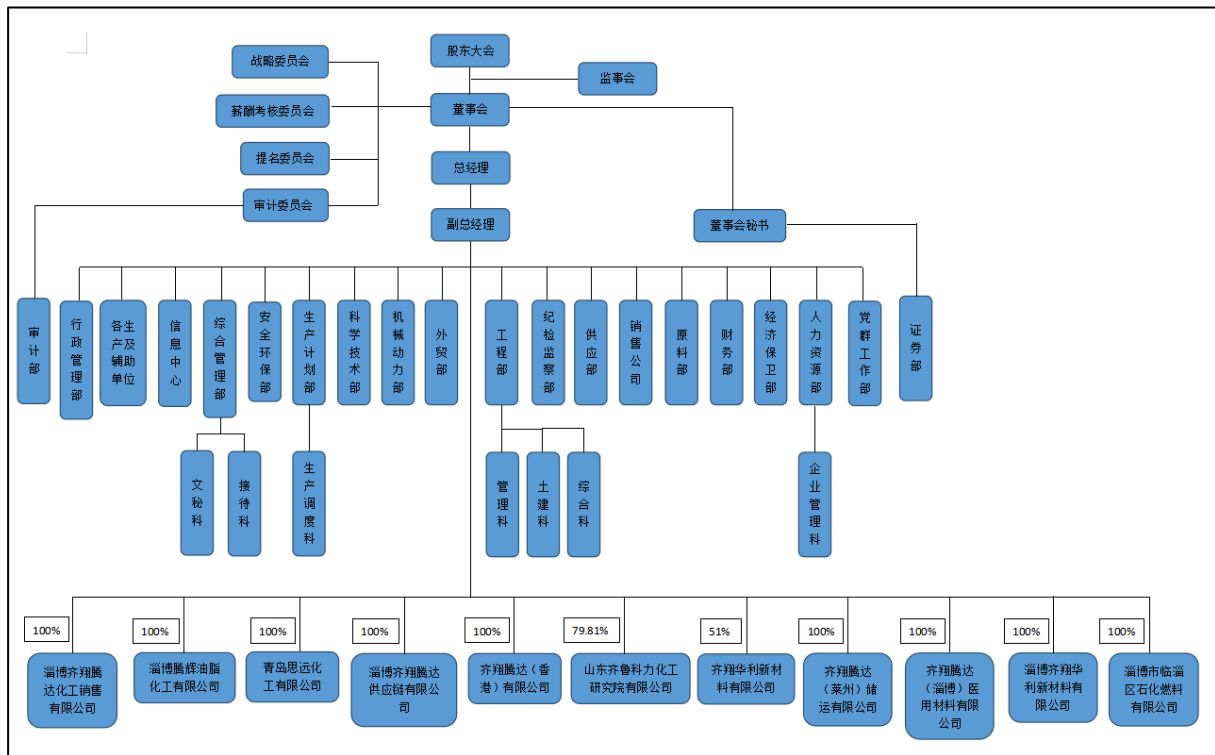 股东大会
战略委员会
监事会
薪酬考核委员会
董事会
提名委员会
总经理
审计委员会
副总经理
董事会秘书
审计部
行政管理部
各生产及辅助单位
信息中心
综合管理部
安全环保部
生产计划部
科学技术部
机械动力部
外贸部
工程部
纪检监察部
供应部
销售公司
原料部
财务部
经济保卫部
人力资源部
党群工作部
证券部
文秘科
接待科
生产调度科
管理科
土建科
综合科
企业管理科
100%
100%
100%
100%
100%
79.81%
51%
100%
100%
100%
100%
淄博齐翔腾
达化工销售
有限公司
淄博腾辉油脂
化工有限公司
青岛思远化
工有限公司
淄博齐翔腾达
供应链有限公
司
齐翔腾达（香
港）有限公司
山东齐鲁科力化工
研究院有限公司
齐翔华利新材
料有限公司
齐翔腾达
（莱州）储
运有限公司
齐翔腾达
（淄博）医
用材料有限公
司
淄博齐翔华
利新材料有
限公司
淄博市临淄
区石化燃料
有限公司